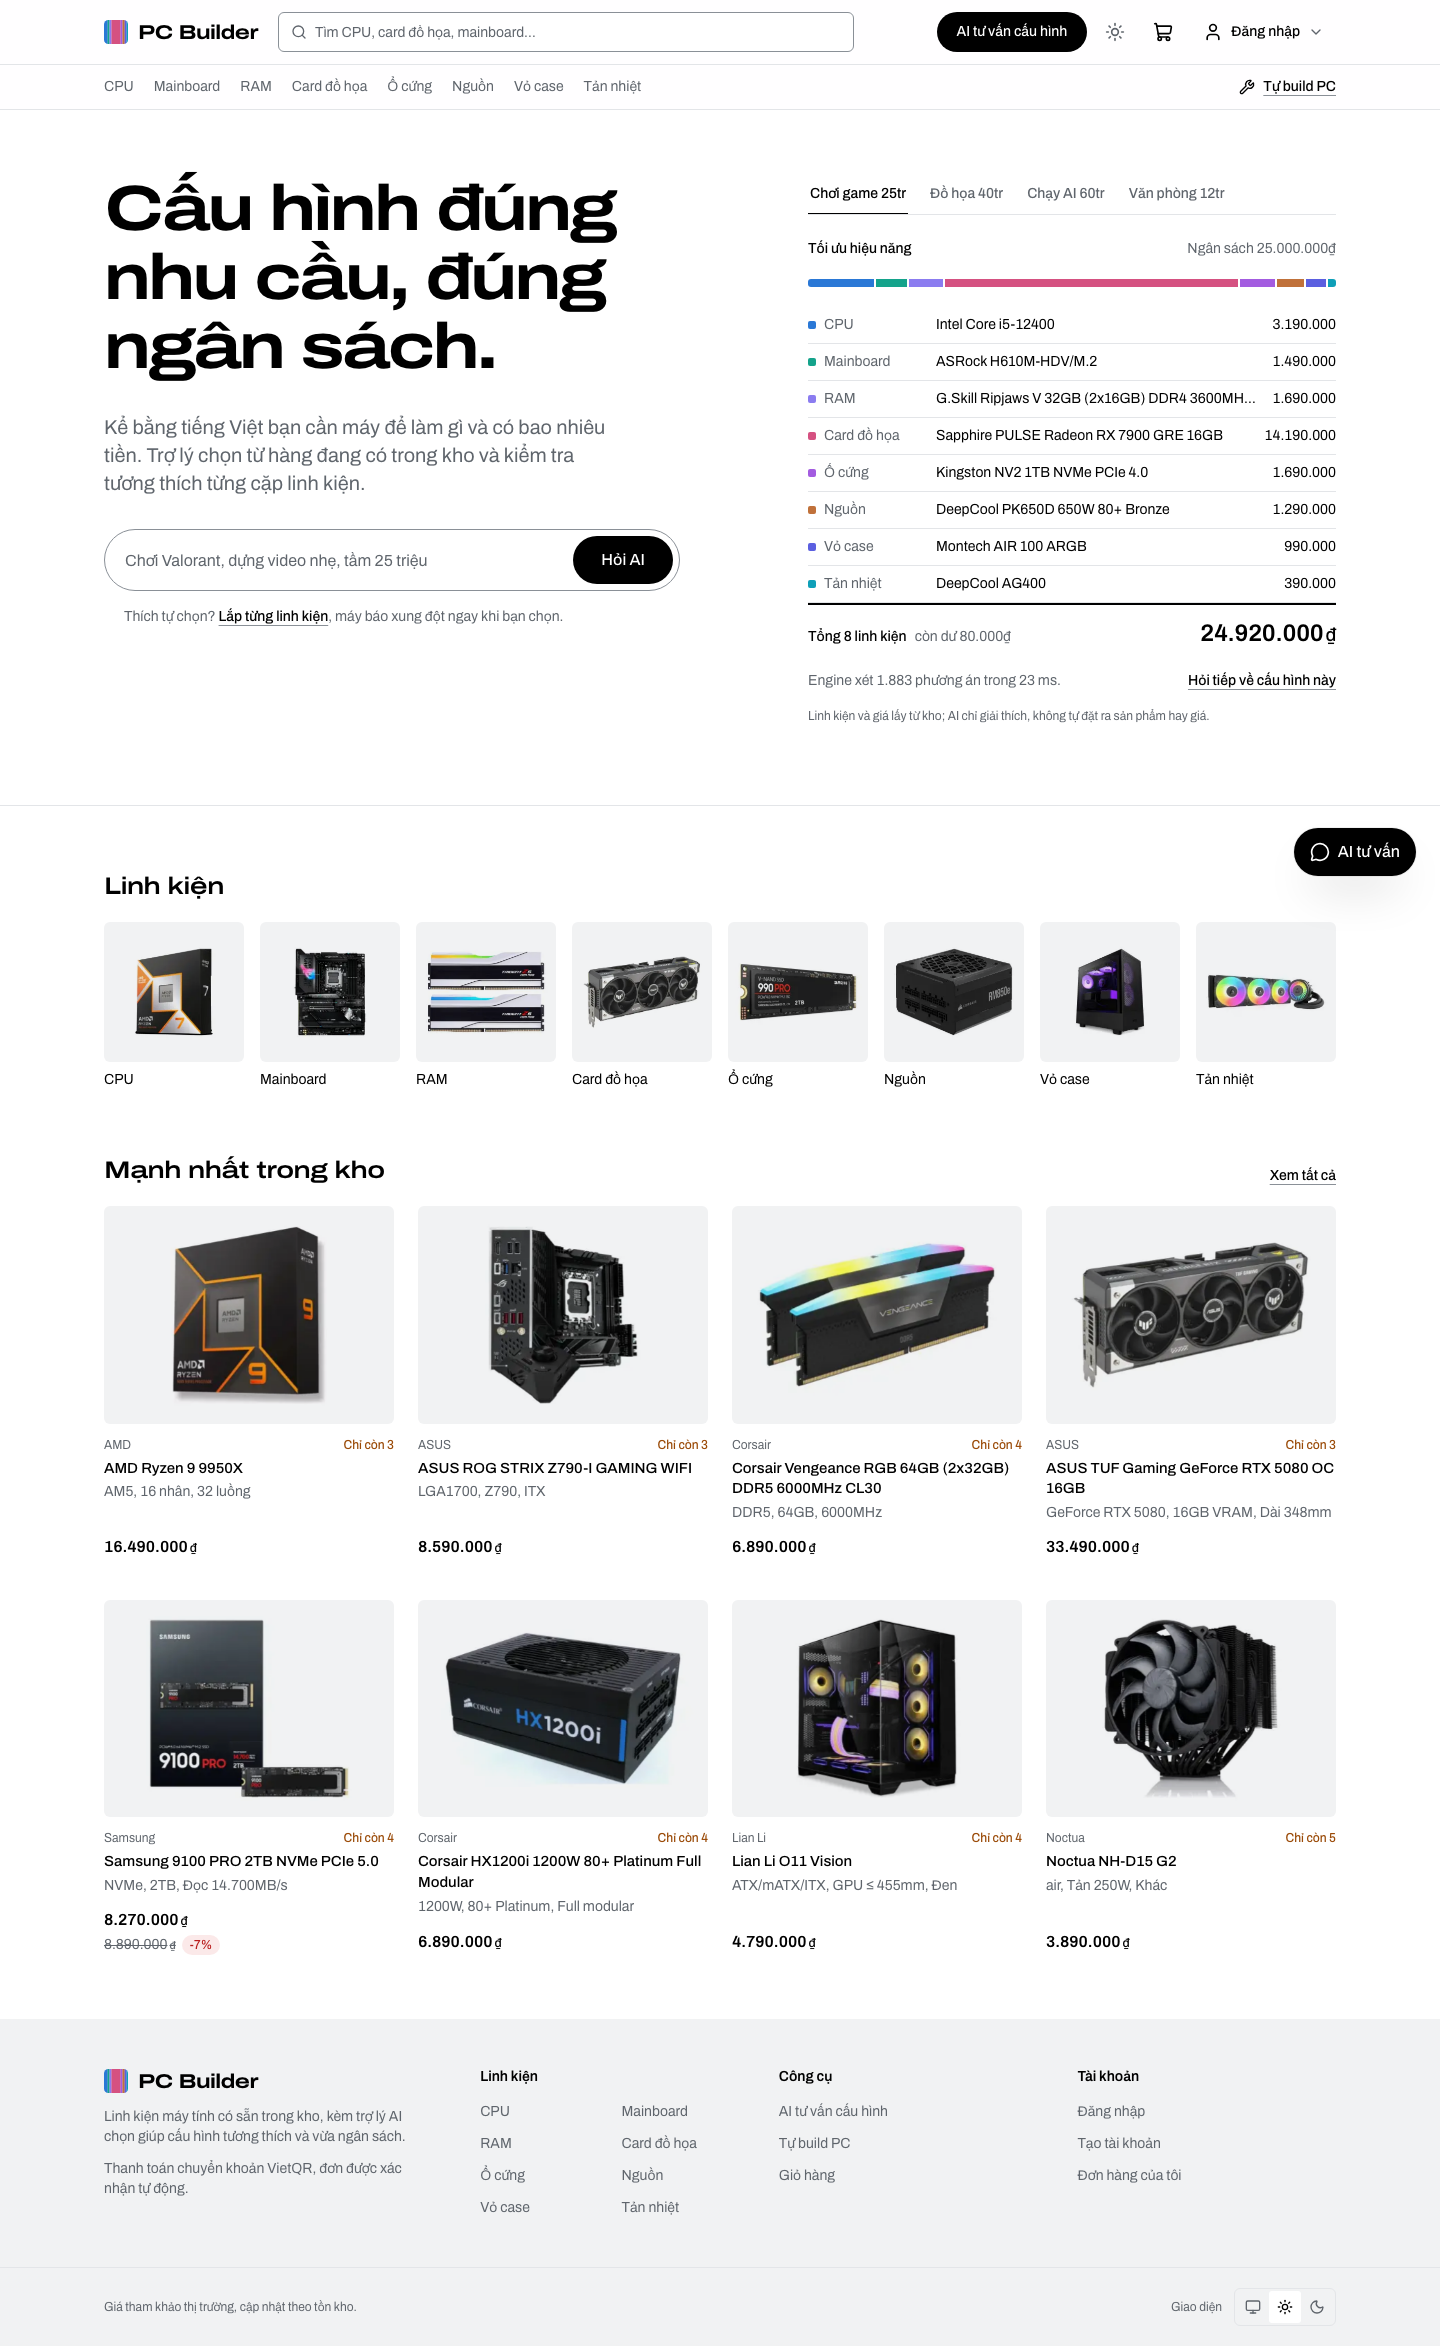 PC Builder
Tìm CPU, card đồ họa, mainboard...
AI tư vấn cấu hình
Đăng nhập
CPU
Mainboard
RAM
Card đồ họa
Ổ cứng
Nguồn
Vỏ case
Tản nhiệt
Tự build PC
Cấu hình đúng
nhu cầu, đúng
ngân sách.
Kể bằng tiếng Việt bạn cần máy để làm gì và có bao nhiêu
tiền. Trợ lý chọn từ hàng đang có trong kho và kiểm tra
tương thích từng cặp linh kiện.
Chơi Valorant, dựng video nhẹ, tầm 25 triệu
Hỏi AI
Thích tự chọn? Lắp từng linh kiện, máy báo xung đột ngay khi bạn chọn.
Chơi game 25tr
Đồ họa 40tr
Chạy AI 60tr
Văn phòng 12tr
Tối ưu hiệu năng
Ngân sách 25.000.000₫
CPU Intel Core i5-12400 3.190.000
Mainboard ASRock H610M-HDV/M.2 1.490.000
RAM G.Skill Ripjaws V 32GB (2x16GB) DDR4 3600MH... 1.690.000
Card đồ họa Sapphire PULSE Radeon RX 7900 GRE 16GB 14.190.000
Ổ cứng Kingston NV2 1TB NVMe PCIe 4.0 1.690.000
Nguồn DeepCool PK650D 650W 80+ Bronze 1.290.000
Vỏ case Montech AIR 100 ARGB 990.000
Tản nhiệt DeepCool AG400 390.000
Tổng 8 linh kiện còn dư 80.000₫ 24.920.000₫
Engine xét 1.883 phương án trong 23 ms.
Hỏi tiếp về cấu hình này
Linh kiện và giá lấy từ kho; AI chỉ giải thích, không tự đặt ra sản phẩm hay giá.
AI tư vấn
Linh kiện
CPU
Mainboard
RAM
Card đồ họa
Ổ cứng
Nguồn
Vỏ case
Tản nhiệt
Mạnh nhất trong kho
Xem tất cả
AMD Chỉ còn 3
AMD Ryzen 9 9950X
AM5, 16 nhân, 32 luồng
16.490.000₫
ASUS Chỉ còn 3
ASUS ROG STRIX Z790-I GAMING WIFI
LGA1700, Z790, ITX
8.590.000₫
Corsair Chỉ còn 4
Corsair Vengeance RGB 64GB (2x32GB)
DDR5 6000MHz CL30
DDR5, 64GB, 6000MHz
6.890.000₫
ASUS Chỉ còn 3
ASUS TUF Gaming GeForce RTX 5080 OC
16GB
GeForce RTX 5080, 16GB VRAM, Dài 348mm
33.490.000₫
Samsung Chỉ còn 4
Samsung 9100 PRO 2TB NVMe PCIe 5.0
NVMe, 2TB, Đọc 14.700MB/s
8.270.000₫
8.890.000₫ -7%
Corsair Chỉ còn 4
Corsair HX1200i 1200W 80+ Platinum Full
Modular
1200W, 80+ Platinum, Full modular
6.890.000₫
Lian Li Chỉ còn 4
Lian Li O11 Vision
ATX/mATX/ITX, GPU ≤ 455mm, Đen
4.790.000₫
Noctua Chỉ còn 5
Noctua NH-D15 G2
air, Tản 250W, Khác
3.890.000₫
PC Builder
Linh kiện máy tính có sẵn trong kho, kèm trợ lý AI
chọn giúp cấu hình tương thích và vừa ngân sách.
Thanh toán chuyển khoản VietQR, đơn được xác
nhận tự động.
Linh kiện
CPU
Mainboard
RAM
Card đồ họa
Ổ cứng
Nguồn
Vỏ case
Tản nhiệt
Công cụ
AI tư vấn cấu hình
Tự build PC
Giỏ hàng
Tài khoản
Đăng nhập
Tạo tài khoản
Đơn hàng của tôi
Giá tham khảo thị trường, cập nhật theo tồn kho.
Giao diện